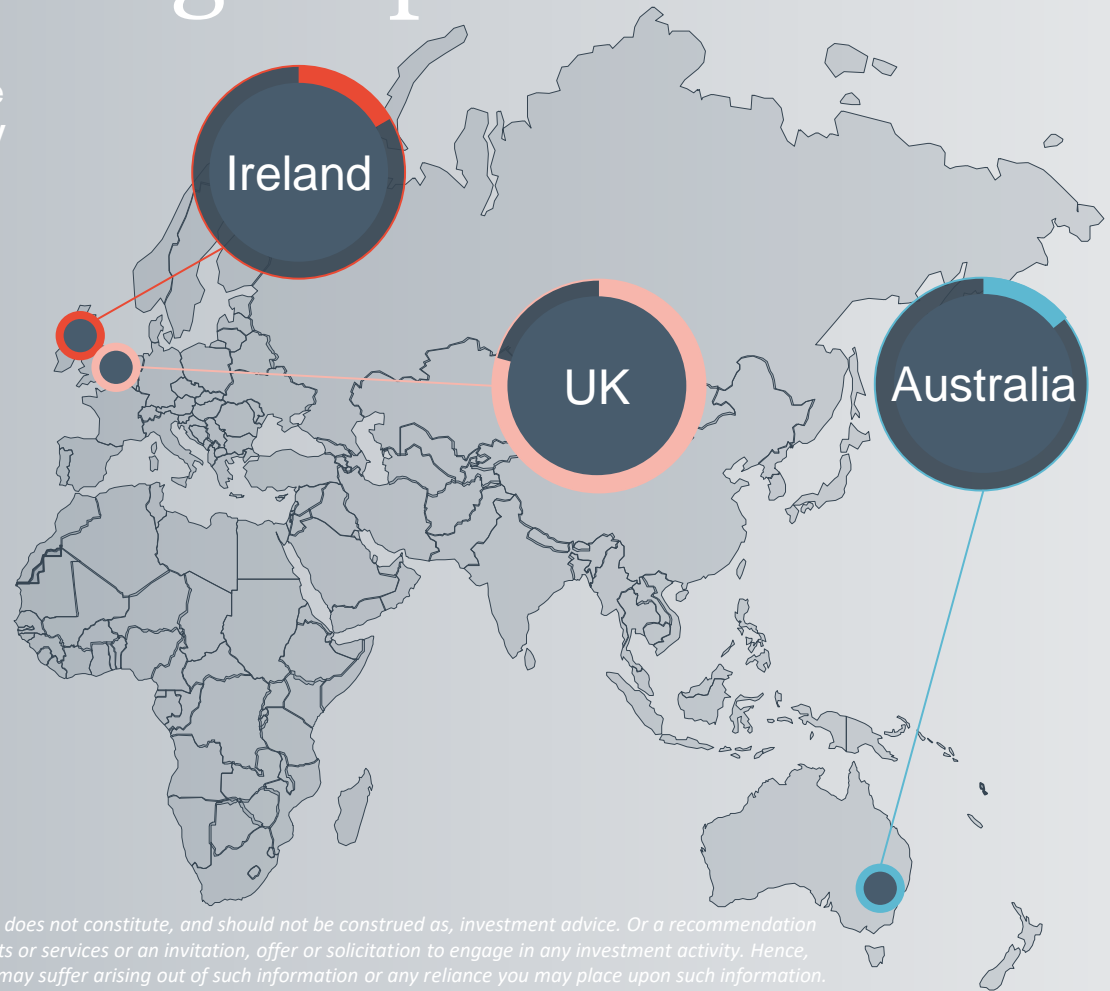 Ireland
UK
Australia
does not constitute, and should not be construed as, investment advice. Or a recommendation
or services or an invitation, offer or solicitation to engage in any investment activity. Hence,
may suffer arising out of such information or any reliance you may place upon such information.